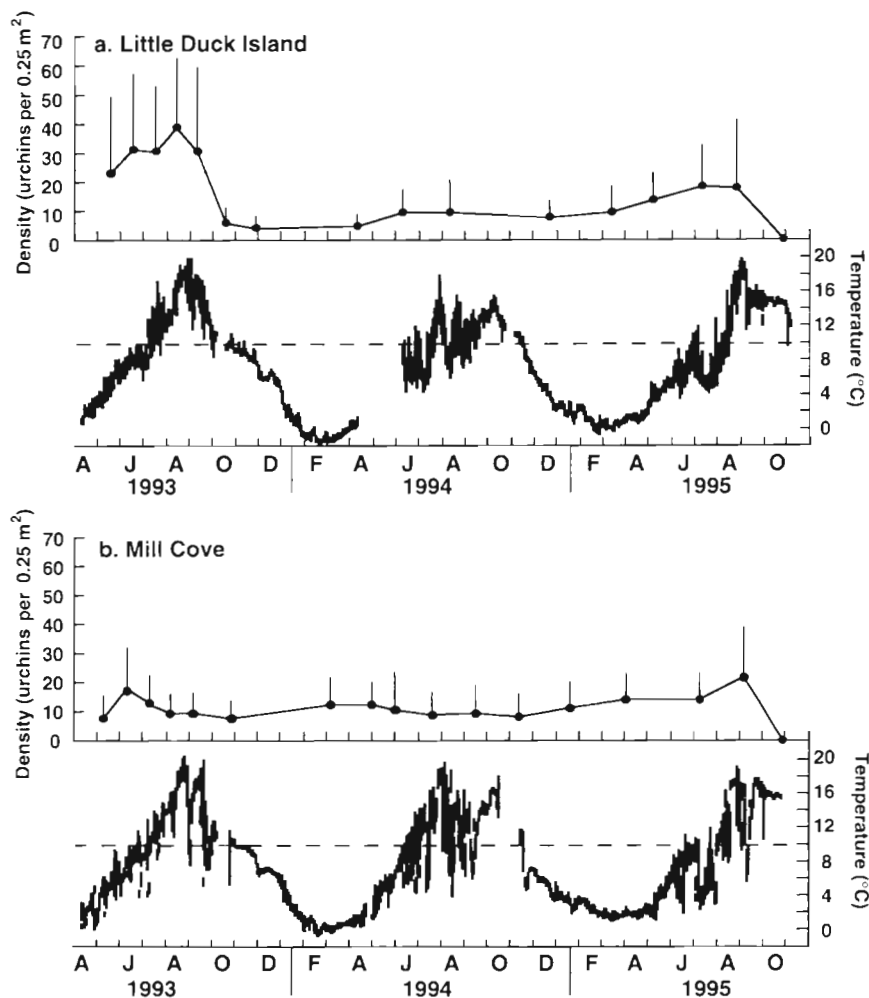 a. Little Duck Island
Density (urchins per 0.25 m²)
70
60
50
40
30
20
10
0
Temperature (°C)
20
16
12
8
4
0
A J A O D F A J A O D F A J A O
1993 1994 1995
b. Mill Cove
Density (urchins per 0.25 m²)
70
60
50
40
30
20
10
0
Temperature (°C)
20
16
12
8
4
0
A J A O D F A J A O D F A J A O
1993 1994 1995